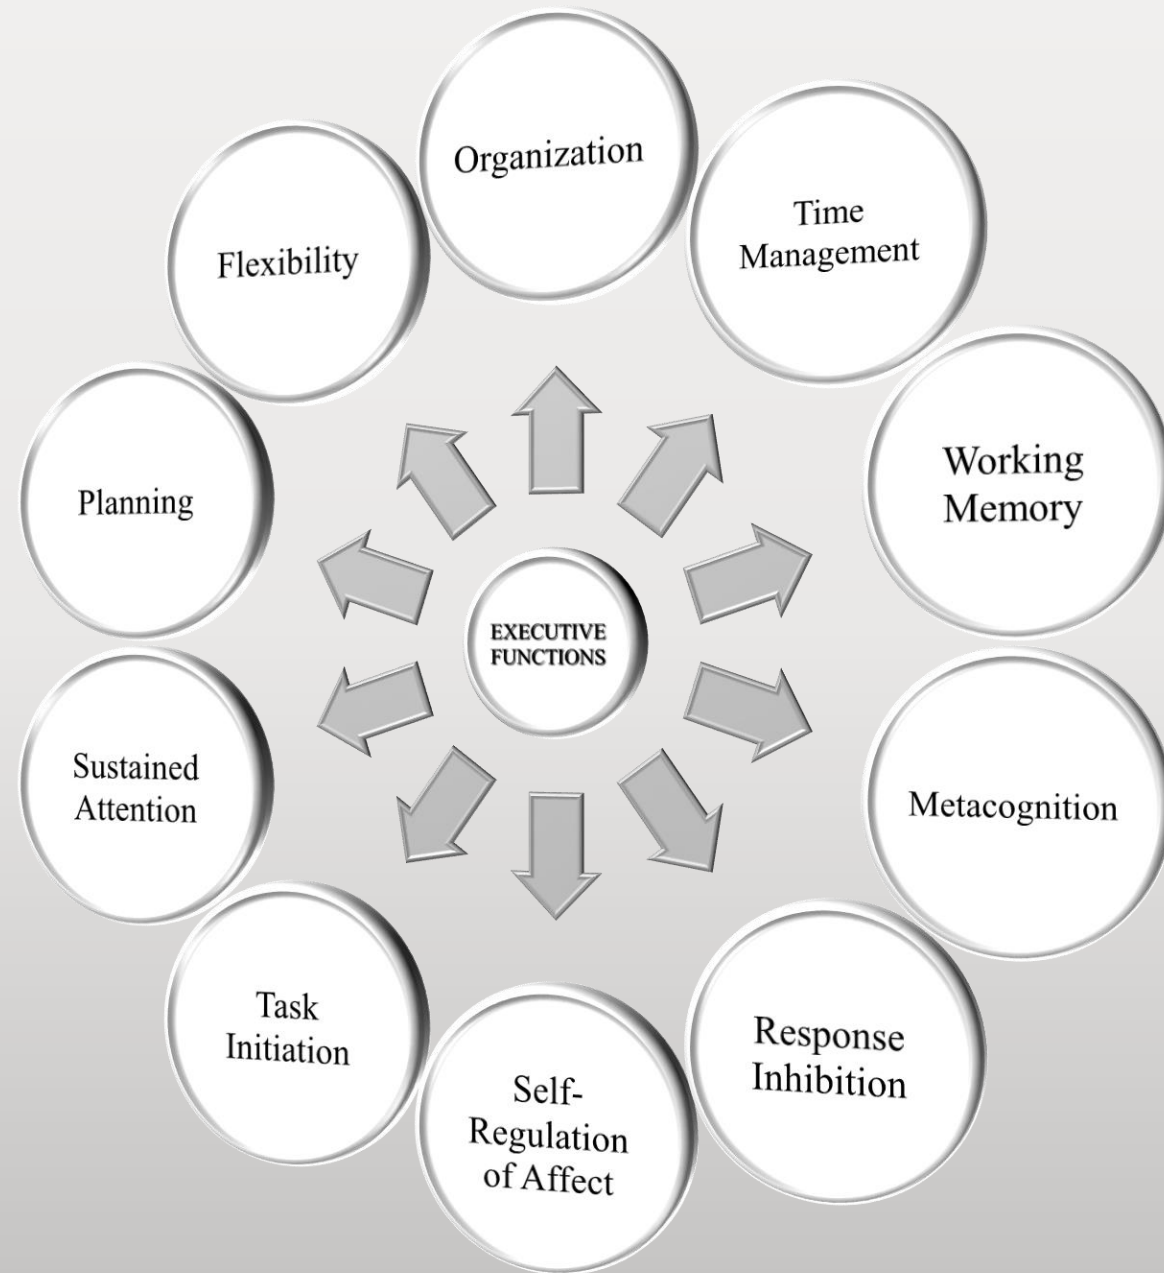 Organization
Time
Management
Working
Memory
Metacognition
Response
Inhibition
Self-
Regulation
of Affect
Task
Initiation
Sustained
Attention
Planning
Flexibility
EXECUTIVE
FUNCTIONS